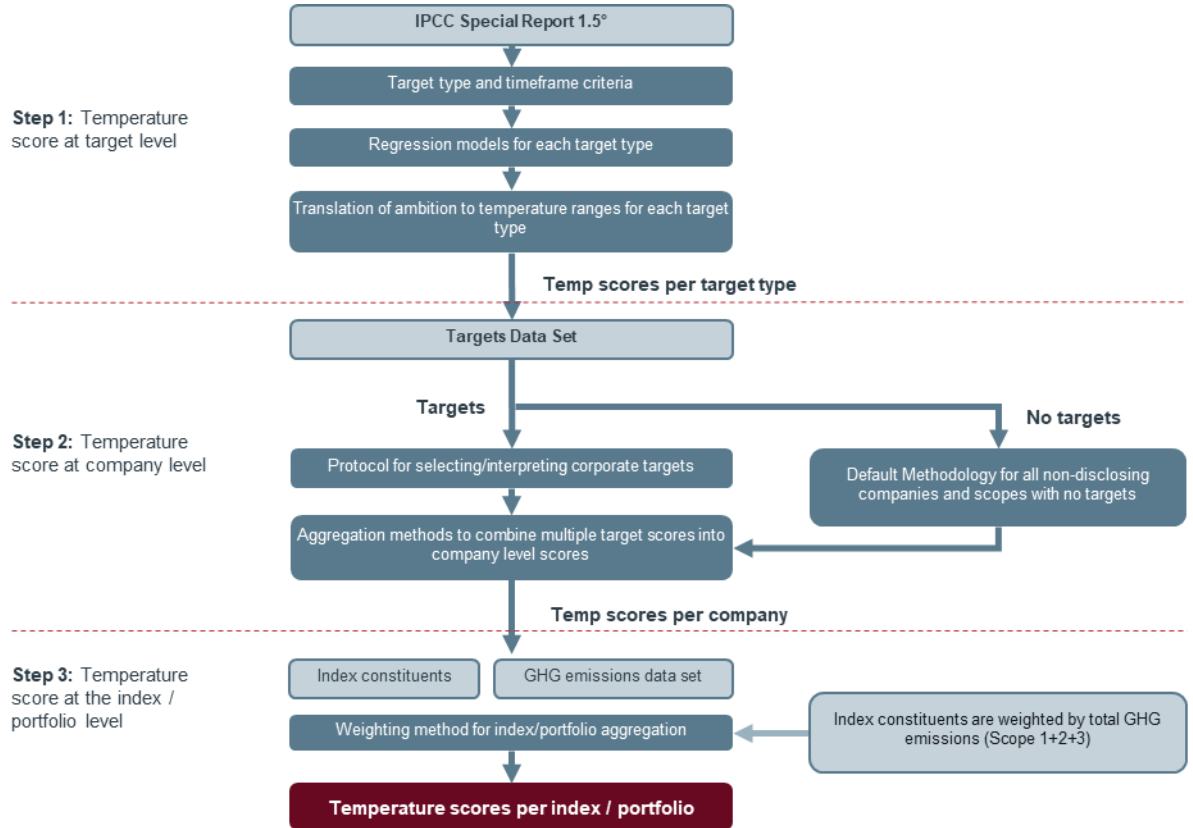 IPCC Special Report 1.5°
Target type and timeframe criteria
Step 1: Temperature
score at target level
Regression models for each target type
Translation of ambition to temperature ranges for each target
type
Temp scores per target type
Targets Data Set
Targets
No targets
Step 2: Temperature
score at company level
Protocol for selecting/interpreting corporate targets
Default Methodology for all non-disclosing
companies and scopes with no targets
Aggregation methods to combine multiple target scores into
company level scores
Temp scores per company
Step 3: Temperature
score at the index /
portfolio level
Index constituents
GHG emissions data set
Weighting method for index/portfolio aggregation
Index constituents are weighted by total GHG
emissions (Scope 1+2+3)
Temperature scores per index / portfolio